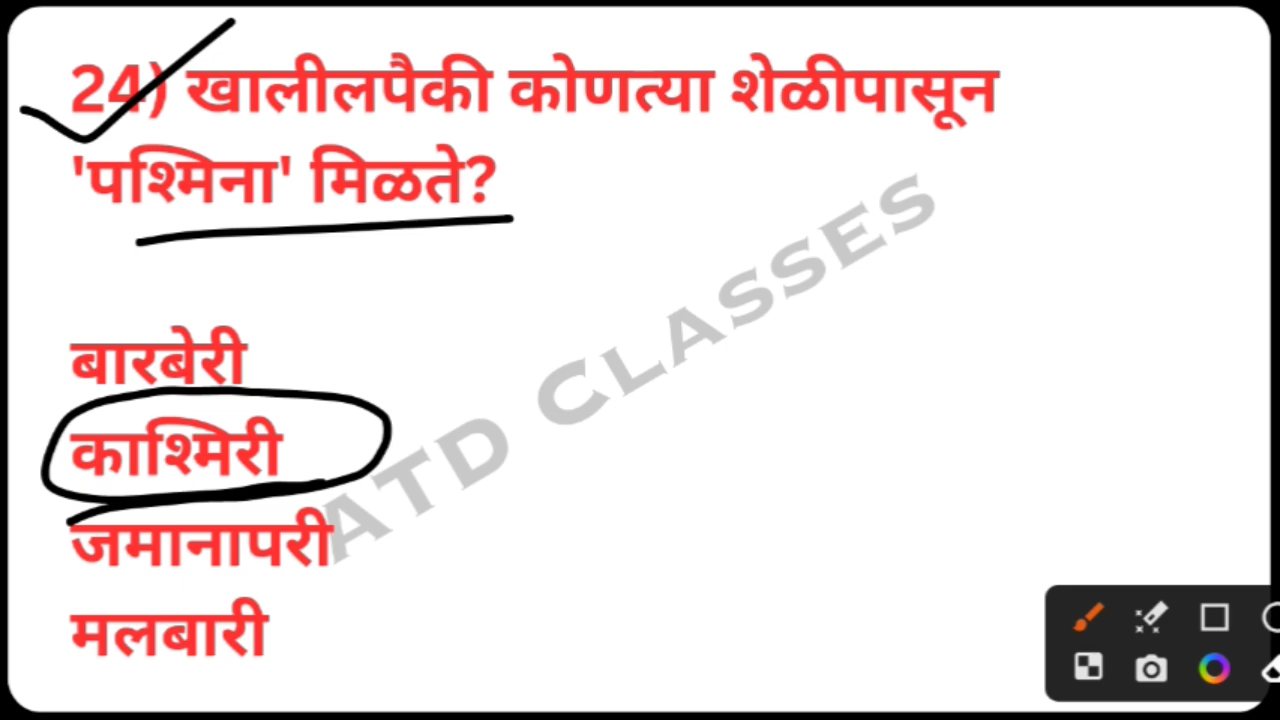 24) खालीलपैकी कोणत्या शेळीपासून
'पश्मिना' मिळते?
ATD CLASSES
बारबेरी
काश्मिरी
जमानापरी
मलबारी